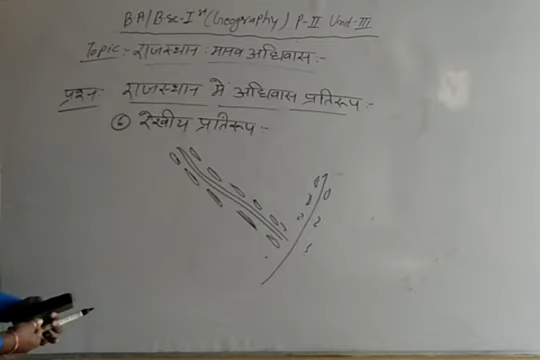 BA/BSc-Ist (Geography) P-II Unit-III
Topic:- राजस्थान : मानव अधिवास:-
प्रश्न: राजस्थान में अधिवास प्रतिरूप:-
⑥ रेखीय प्रतिरूप:-